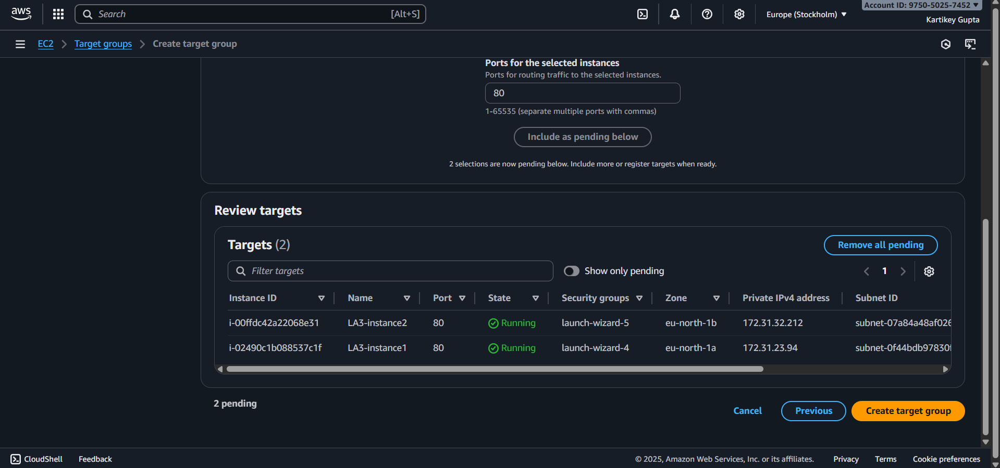 aws
Search [Alt+S]
Europe (Stockholm)
Account ID: 9750-5025-7452
Kartikey Gupta
EC2 Target groups Create target group
Ports for the selected instances
Ports for routing traffic to the selected instances.
80
1-65535 (separate multiple ports with commas)
Include as pending below
2 selections are now pending below. Include more or register targets when ready.
Review targets
Targets (2)
Remove all pending
Filter targets
Show only pending
1
Instance ID Name Port State Security groups Zone Private IPv4 address Subnet ID
i-00ffdc42a22068e31 LA3-instance2 80 Running launch-wizard-5 eu-north-1b 172.31.32.212 subnet-07a84a48af026
i-02490c1b088537c1f LA3-instance1 80 Running launch-wizard-4 eu-north-1a 172.31.23.94 subnet-0f44bdb97830f
2 pending
Cancel Previous Create target group
CloudShell Feedback © 2025, Amazon Web Services, Inc. or its affiliates. Privacy Terms Cookie preferences